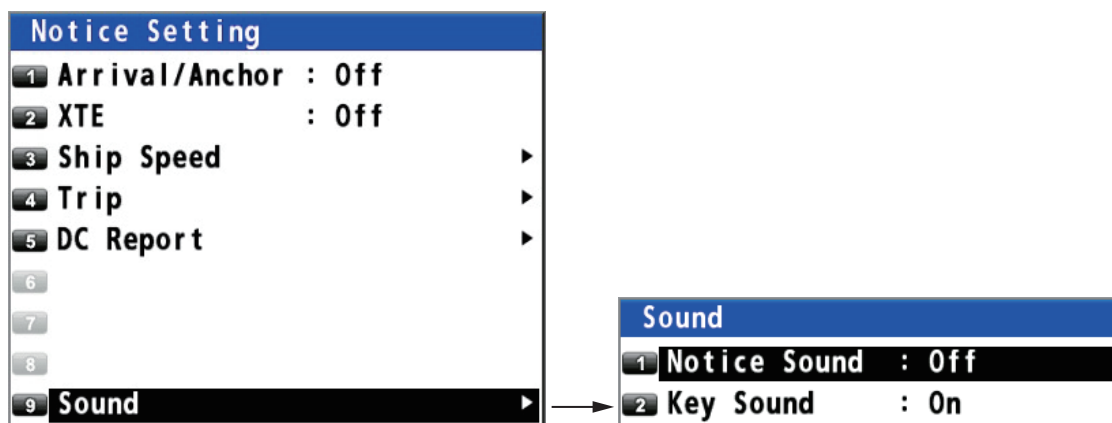 Notice Setting
1 Arrival/Anchor : Off
2 XTE : Off
3 Ship Speed ▶
4 Trip ▶
5 DC Report ▶
6
7
8
9 Sound ▶
Sound
1 Notice Sound : Off
2 Key Sound : On